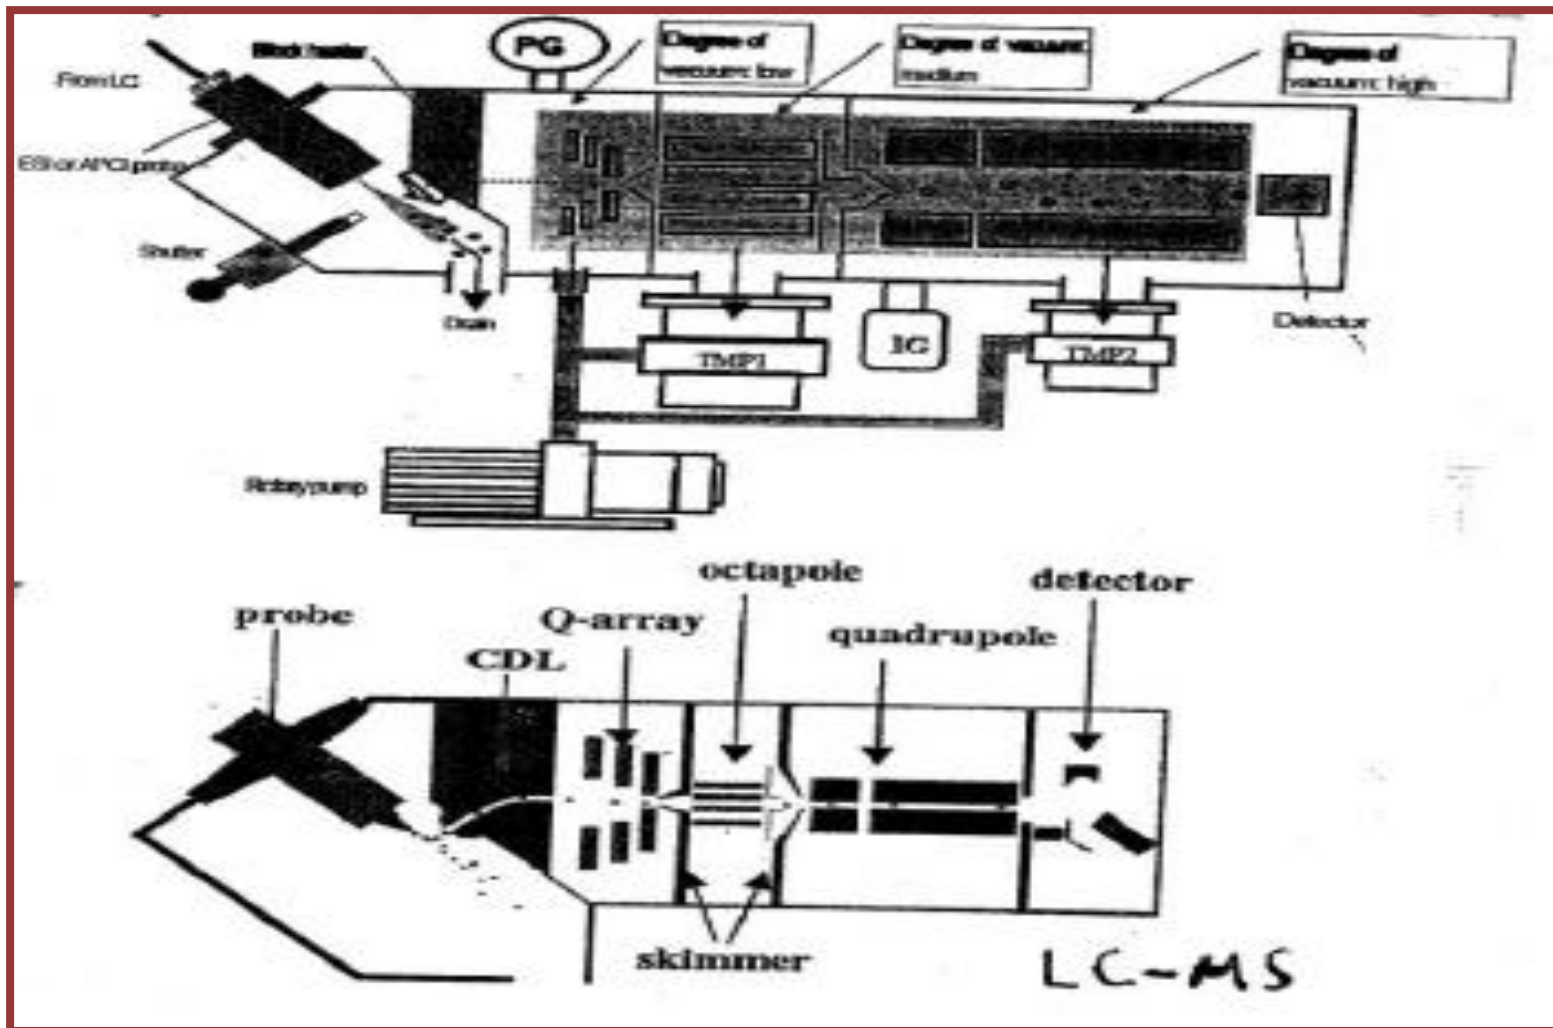 PG
Degree of
vacuum: low
Degree of vacuum:
midium
Degree of
vacuum: high
Block heater
From LC
ESI or APCI probe
Shutter
Drain
TMP1
IG
TMP2
Detector
Rotary pump
octapole
detector
probe
Q-array
quadrupole
CDL
skimmer
LC-MS